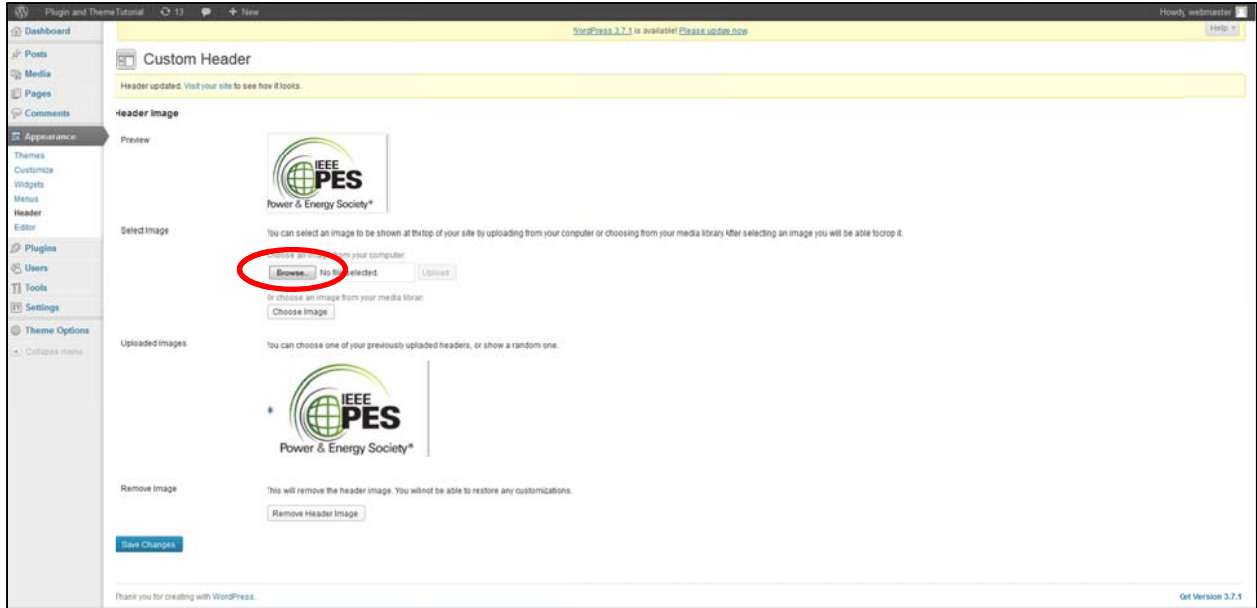 Plugin and Theme Tutorial 13 + New Howdy, webmaster
WordPress 3.7.1 is available! Please update now.
Help
Dashboard
Posts
Media
Pages
Comments
Appearance
Themes
Customize
Widgets
Menus
Header
Editor
Plugins
Users
Tools
Settings
Theme Options
Collapse menu
Custom Header
Header updated. Visit your site to see how it looks.
Header Image
Preview
IEEE
PES
Power & Energy Society®
Select Image
You can select an image to be shown at the top of your site by uploading from your computer or choosing from your media library. After selecting an image you will be able to crop it.
Choose an image from your computer:
Browse... No file selected. Upload
Or choose an image from your media library:
Choose Image
Uploaded Images
You can choose one of your previously uploaded headers, or show a random one.
IEEE
PES
Power & Energy Society®
Remove Image
This will remove the header image. You will not be able to restore any customizations.
Remove Header Image
Save Changes
Thank you for creating with WordPress. Get Version 3.7.1